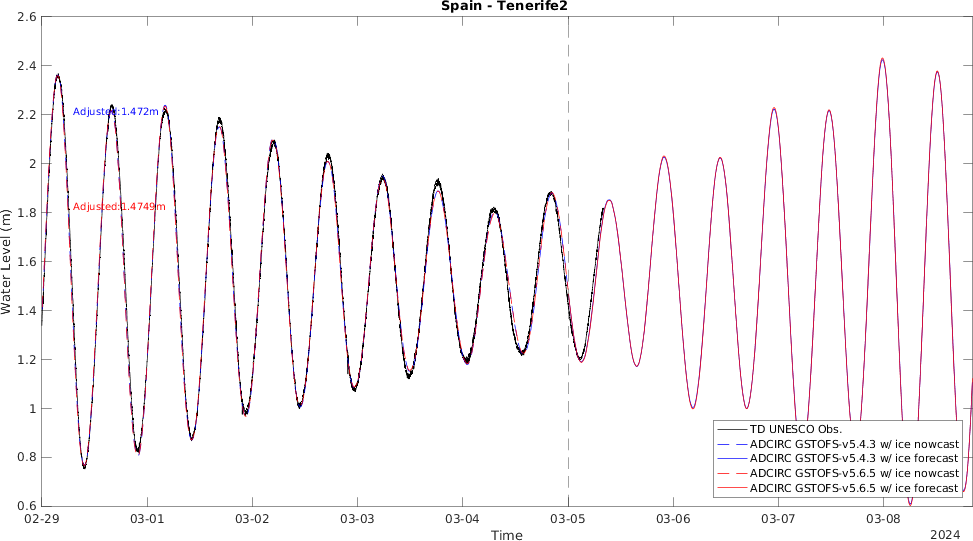 Spain - Tenerife2
2.6
2.4
2.2
2
1.8
1.6
1.4
1.2
1
0.8
0.6
Water Level (m)
Adjusted:1.472m
Adjusted:1.4749m
TD UNESCO Obs.
ADCIRC GSTOFS-v5.4.3 w/ ice nowcast
ADCIRC GSTOFS-v5.4.3 w/ ice forecast
ADCIRC GSTOFS-v5.6.5 w/ ice nowcast
ADCIRC GSTOFS-v5.6.5 w/ ice forecast
02-29 03-01 03-02 03-03 03-04 03-05 03-06 03-07 03-08
Time
2024